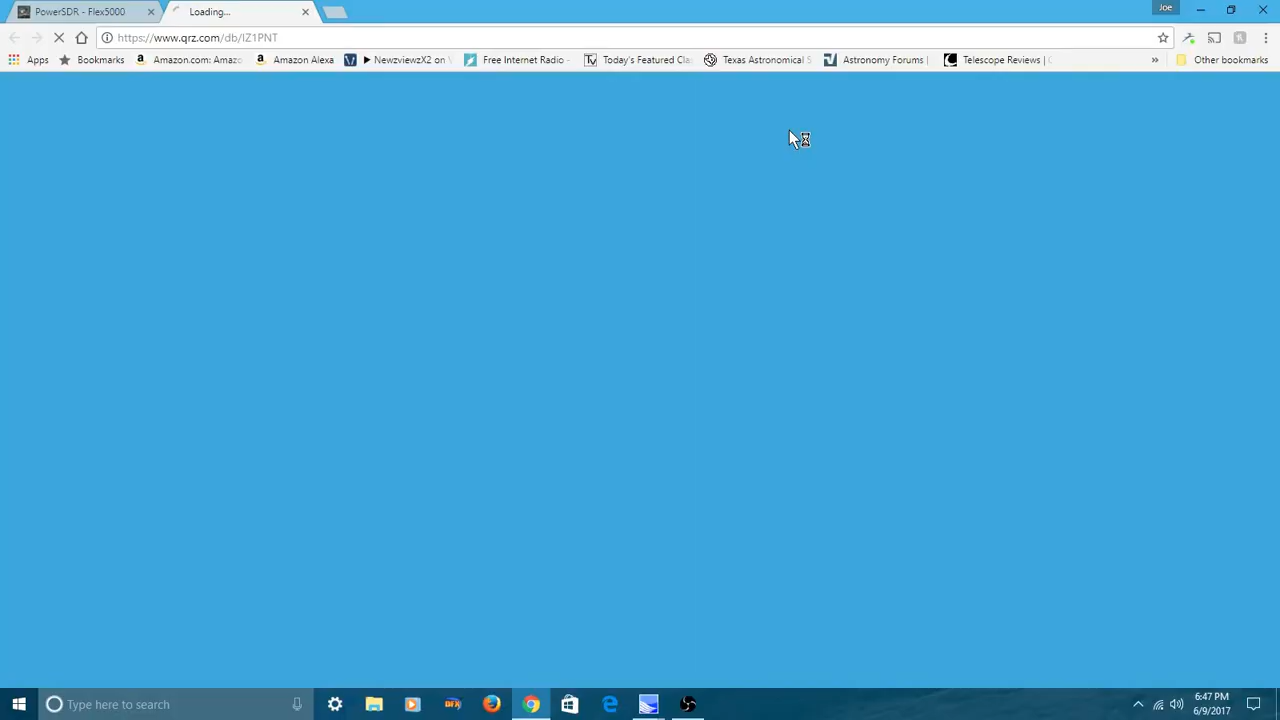 PowerSDR - Flex5000
Loading...
Joe
https://www.qrz.com/db/IZ1PNT
Apps
Bookmarks
Amazon.com: Amazo
Amazon Alexa
NewzviewzX2 on
Free Internet Radio -
Today's Featured Cla
Texas Astronomical S
Astronomy Forums |
Telescope Reviews |
»
Other bookmarks
Type here to search
6:47 PM
6/9/2017